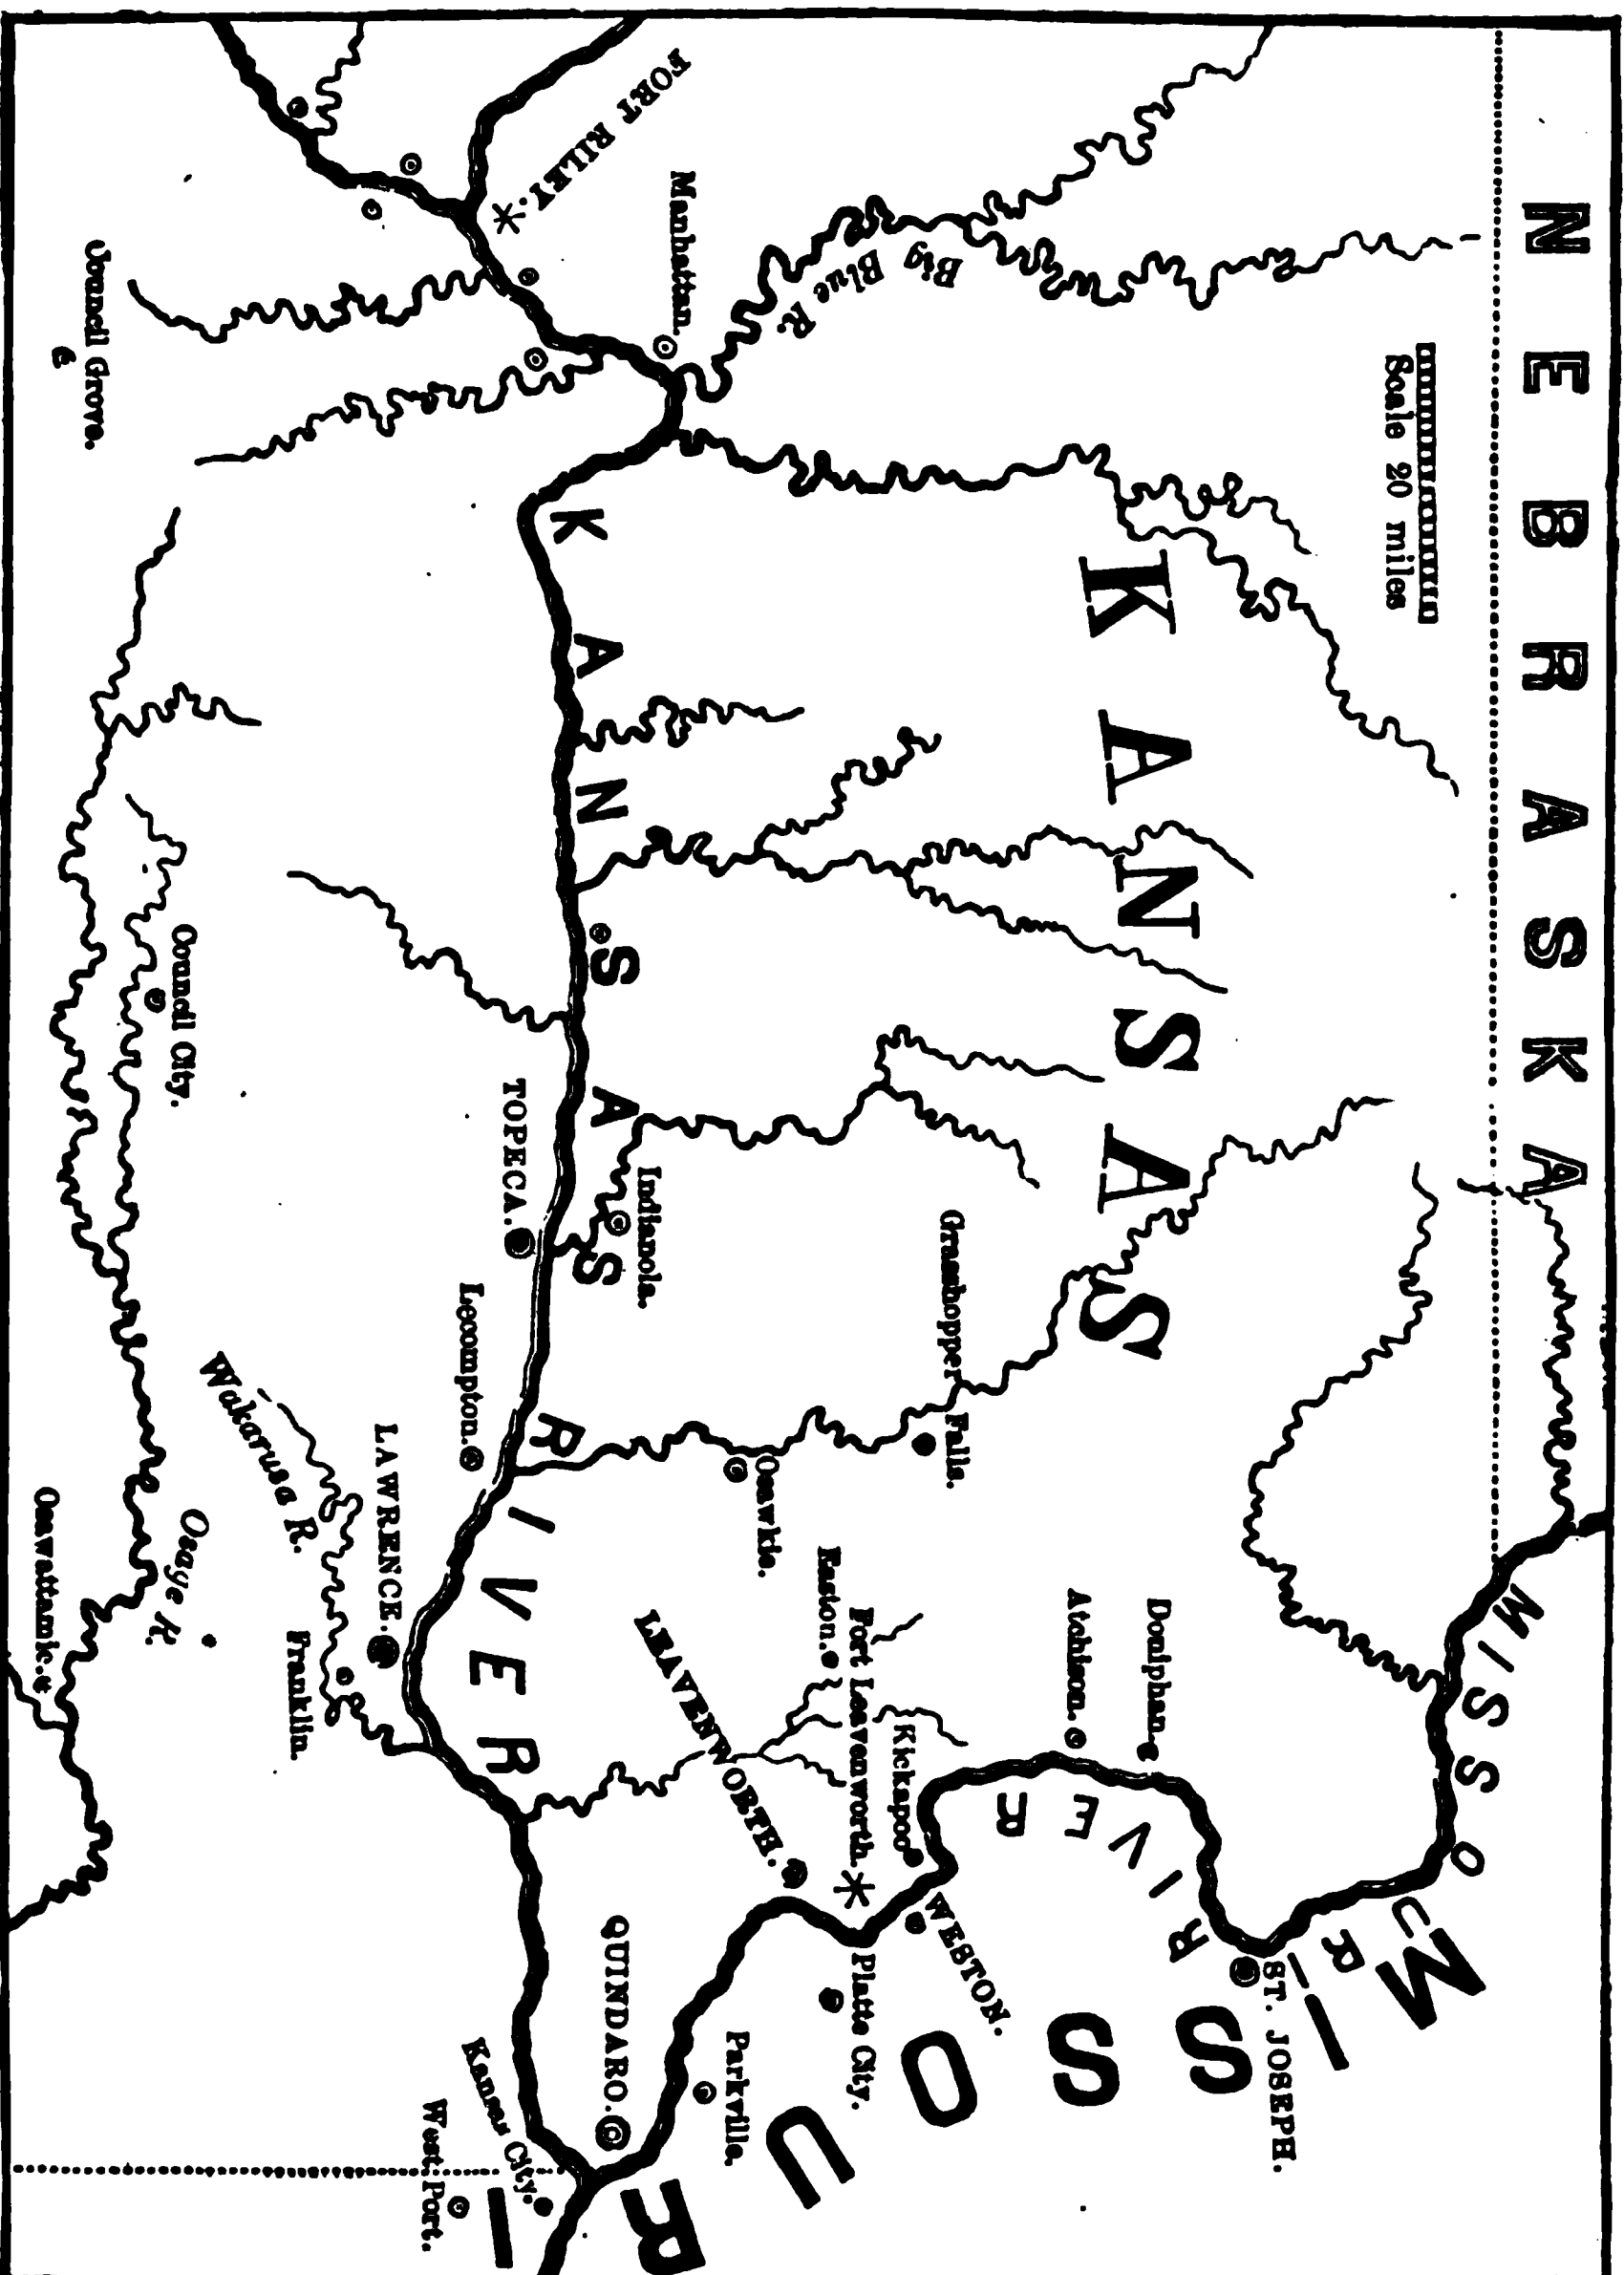 NEBRASKA
Scale 20 miles
KANSAS
MISSOURI RIVER
MISSOURI
Big Blue R.
FORT RILEY.
Manhattan.
KANSAS RIVER
Grasshopper Falls.
Osawkie.
Indianola.
TOPECA.
Lecompton.
LAWRENCE.
Franklin.
Wakarusa R.
Osage R.
Osawattamie.
Council City.
Council Grove.
Doniphan.
Atchison.
Easton.
Fort Leavenworth.
Kickapoo
LEAVENWORTH.
WESTON.
ST. JOSEPH.
Platte City.
Parkville.
QUINDARO.
Kansas City.
West Port.